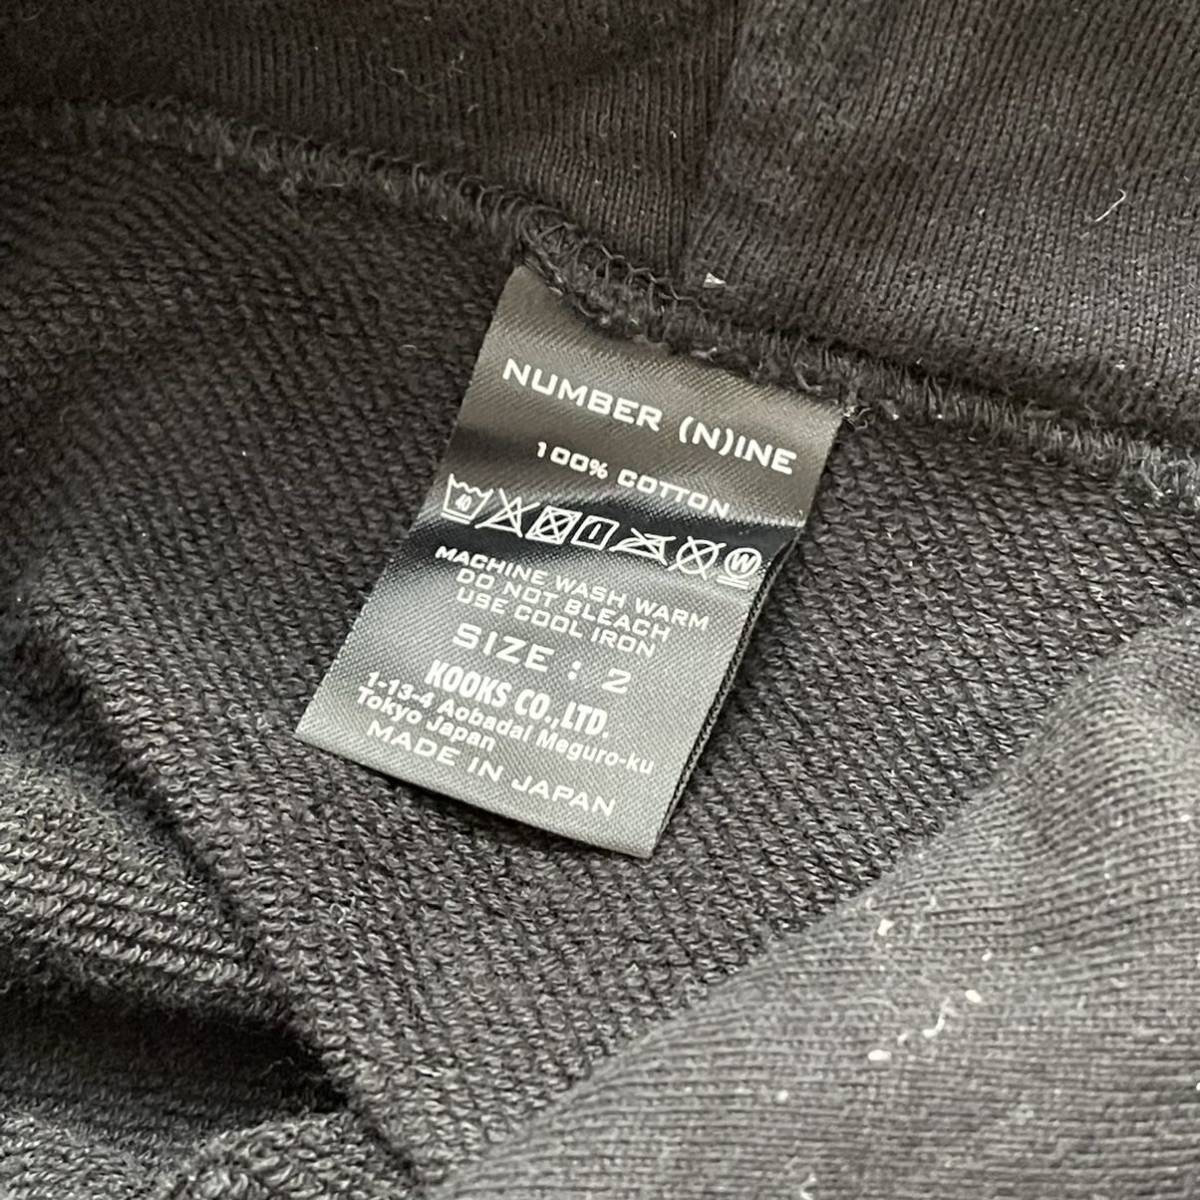 NUMBER (N)INE
100% COTTON
40 W
MACHINE WASH WARM
DO NOT BLEACH
USE COOL IRON
SIZE : 2
KOOKS CO.,LTD.
1-13-4 Aobadai Meguro-ku
Tokyo Japan
MADE IN JAPAN